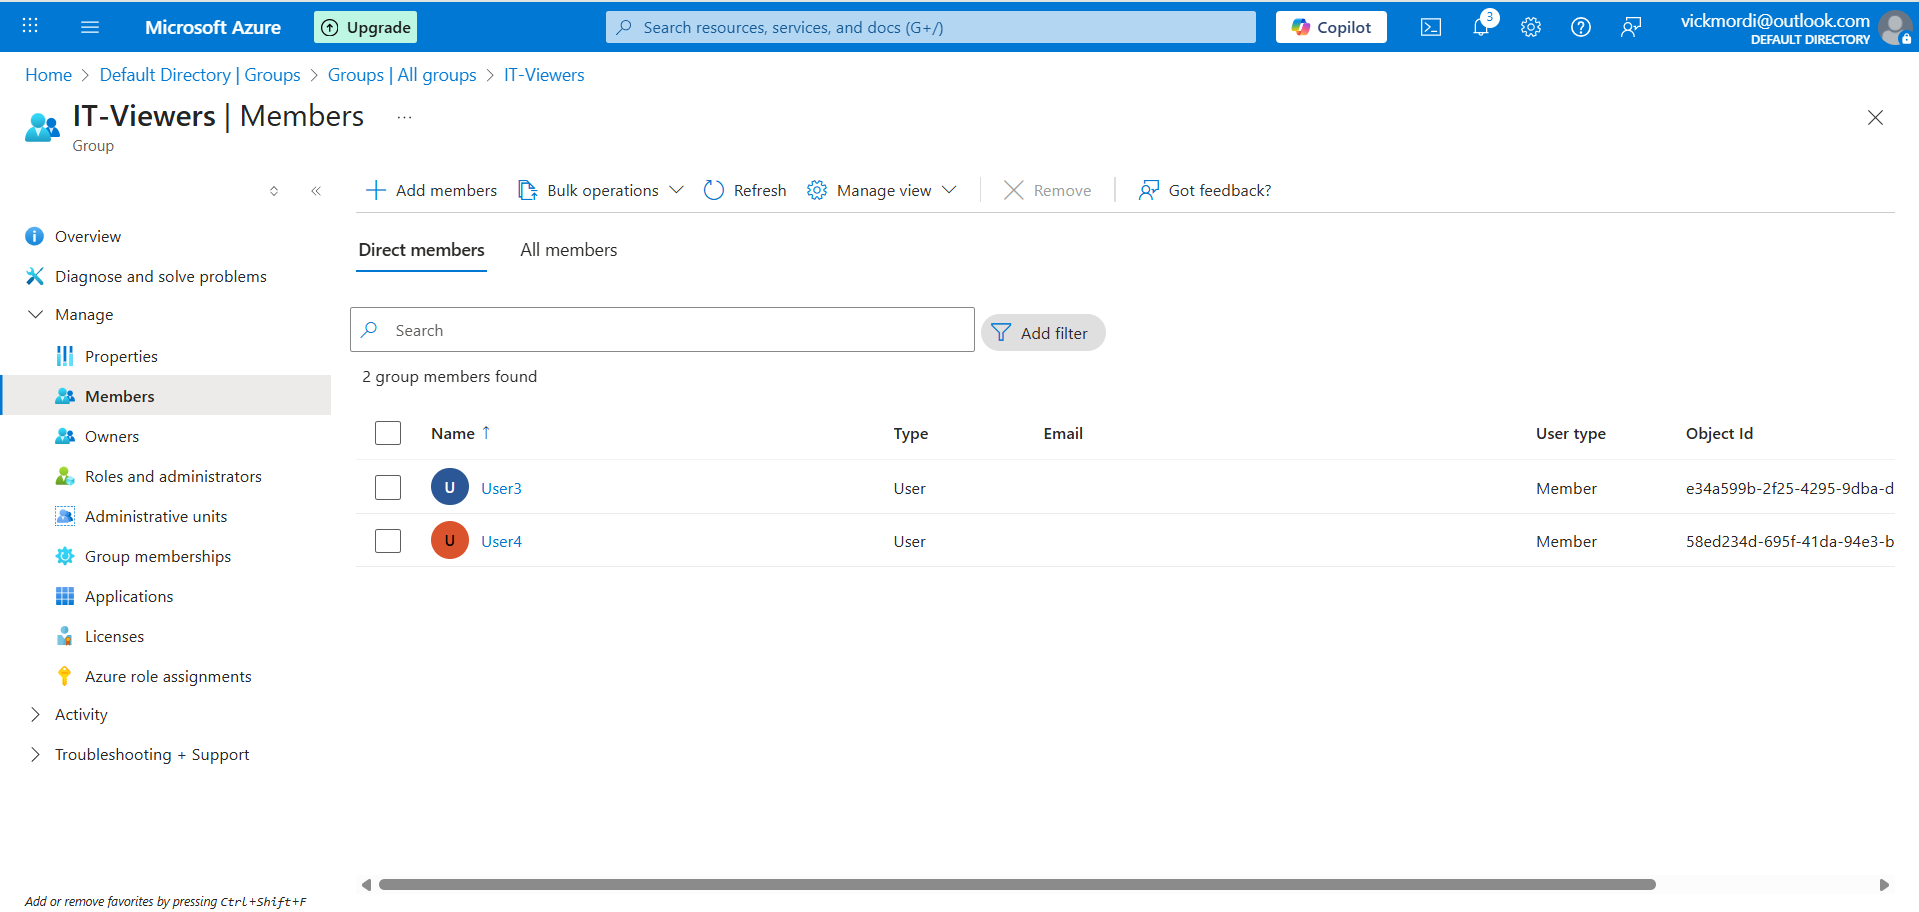 Microsoft Azure
Upgrade
Search resources, services, and docs (G+/)
Copilot
3
vickmordi@outlook.com
DEFAULT DIRECTORY
Home > Default Directory | Groups > Groups | All groups > IT-Viewers
IT-Viewers | Members ...
Group
Add members
Bulk operations
Refresh
Manage view
Remove
Got feedback?
Overview
Diagnose and solve problems
Manage
Properties
Members
Owners
Roles and administrators
Administrative units
Group memberships
Applications
Licenses
Azure role assignments
Activity
Troubleshooting + Support
Add or remove favorites by pressing Ctrl+Shift+F
Direct members
All members
Search
Add filter
2 group members found
Name ↑ Type Email User type Object Id
U User3 User Member e34a599b-2f25-4295-9dba-d
U User4 User Member 58ed234d-695f-41da-94e3-b